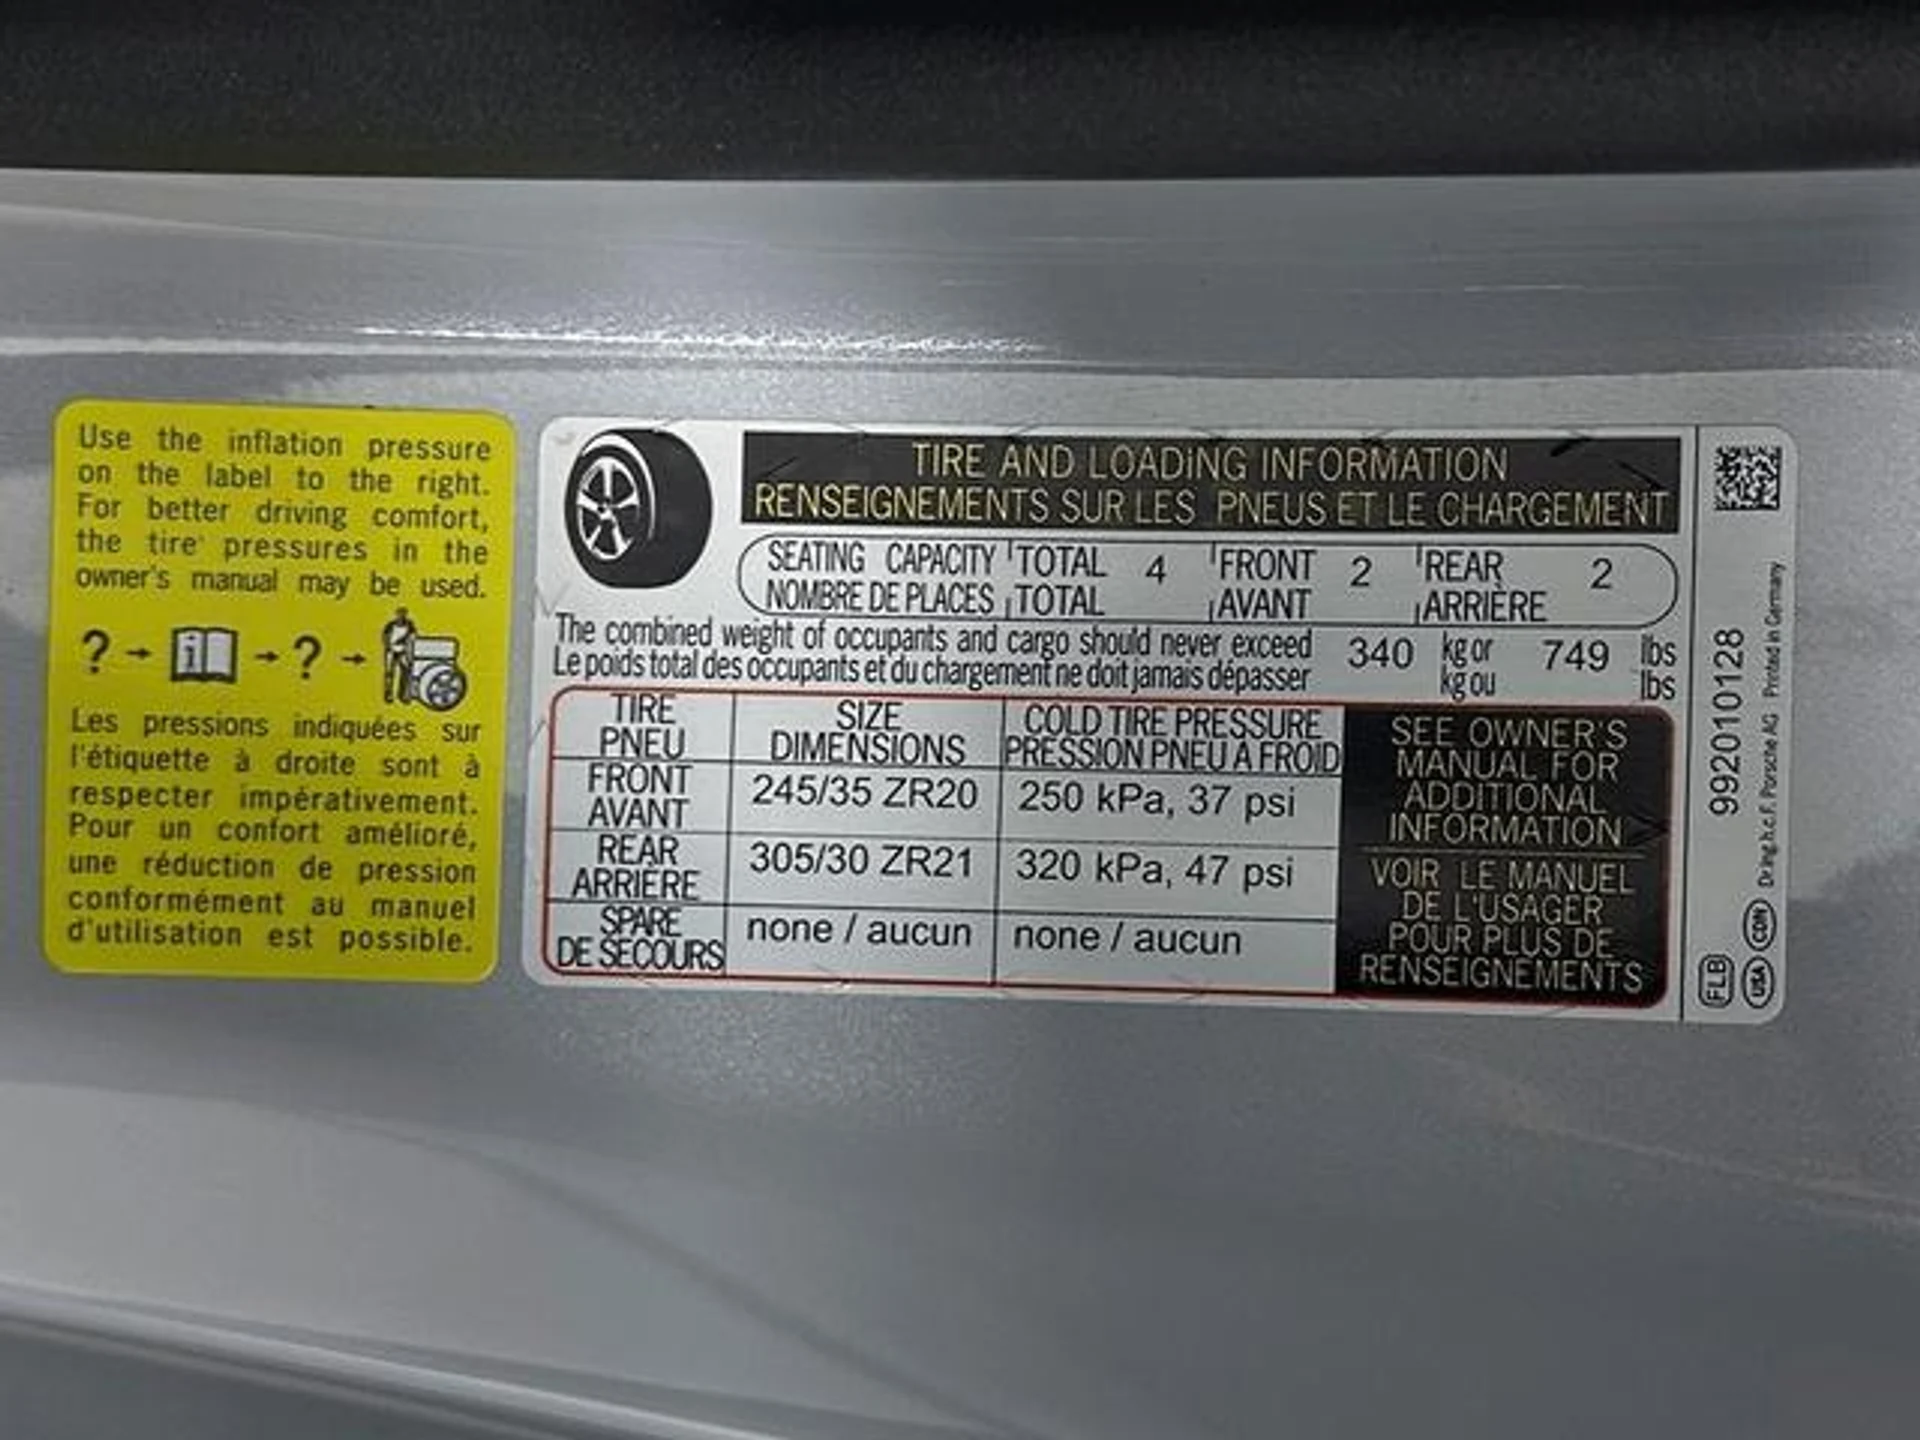 Use the inflation pressure
on the label to the right.
For better driving comfort,
the tire pressures in the
owner's manual may be used.
? → i → ? →
Les pressions indiquées sur
l'étiquette à droite sont à
respecter impérativement.
Pour un confort amélioré,
une réduction de pression
conformément au manuel
d'utilisation est possible.
TIRE AND LOADING INFORMATION
RENSEIGNEMENTS SUR LES PNEUS ET LE CHARGEMENT
SEATING CAPACITY TOTAL 4 FRONT 2 REAR 2
NOMBRE DE PLACES TOTAL AVANT ARRIÈRE
The combined weight of occupants and cargo should never exceed 340 kg or 749 lbs
Le poids total des occupants et du chargement ne doit jamais dépasser kg ou lbs
TIRE SIZE COLD TIRE PRESSURE
PNEU DIMENSIONS PRESSION PNEU A FROID
FRONT 245/35 ZR20 250 kPa, 37 psi
AVANT
REAR 305/30 ZR21 320 kPa, 47 psi
ARRIÈRE
SPARE none / aucun none / aucun
DE SECOURS
SEE OWNER'S
MANUAL FOR
ADDITIONAL
INFORMATION
VOIR LE MANUEL
DE L'USAGER
POUR PLUS DE
RENSEIGNEMENTS
992010128
Dr.Ing.h.c.F. Porsche AG Printed in Germany
FLB
USA CDN